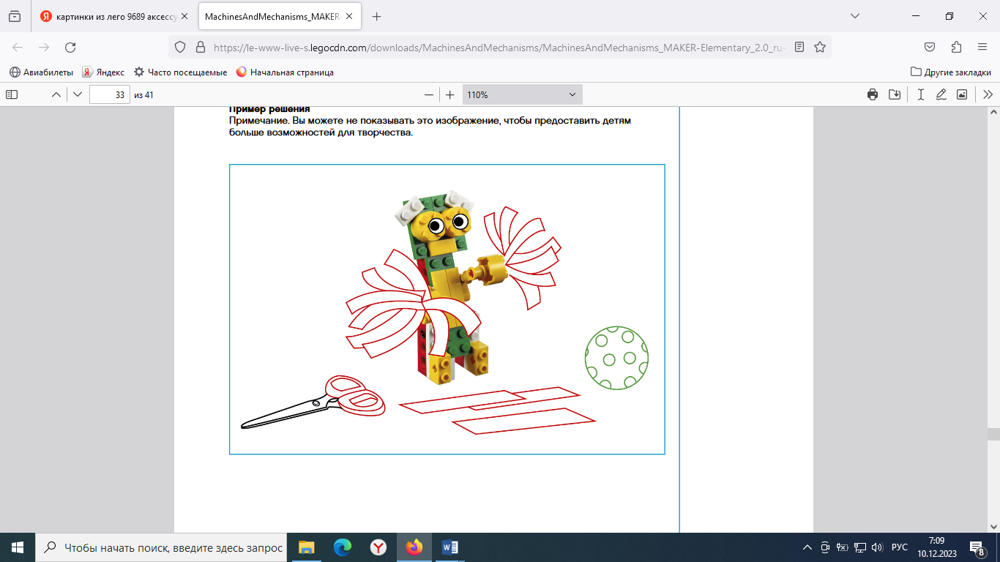 картинки из лего 9689 аксессу
MachinesAndMechanisms_MAKER-
https://le-www-live-s.legocdn.com/downloads/MachinesAndMechanisms/MachinesAndMechanisms_MAKER-Elementary_2.0_ru-
Авиабилеты
Яндекс
Часто посещаемые
Начальная страница
Другие закладки
33 из 41
110%
Пример решения
Примечание. Вы можете не показывать это изображение, чтобы предоставить детям
больше возможностей для творчества.
Чтобы начать поиск, введите здесь запрос
РУС
7:09
10.12.2023
8